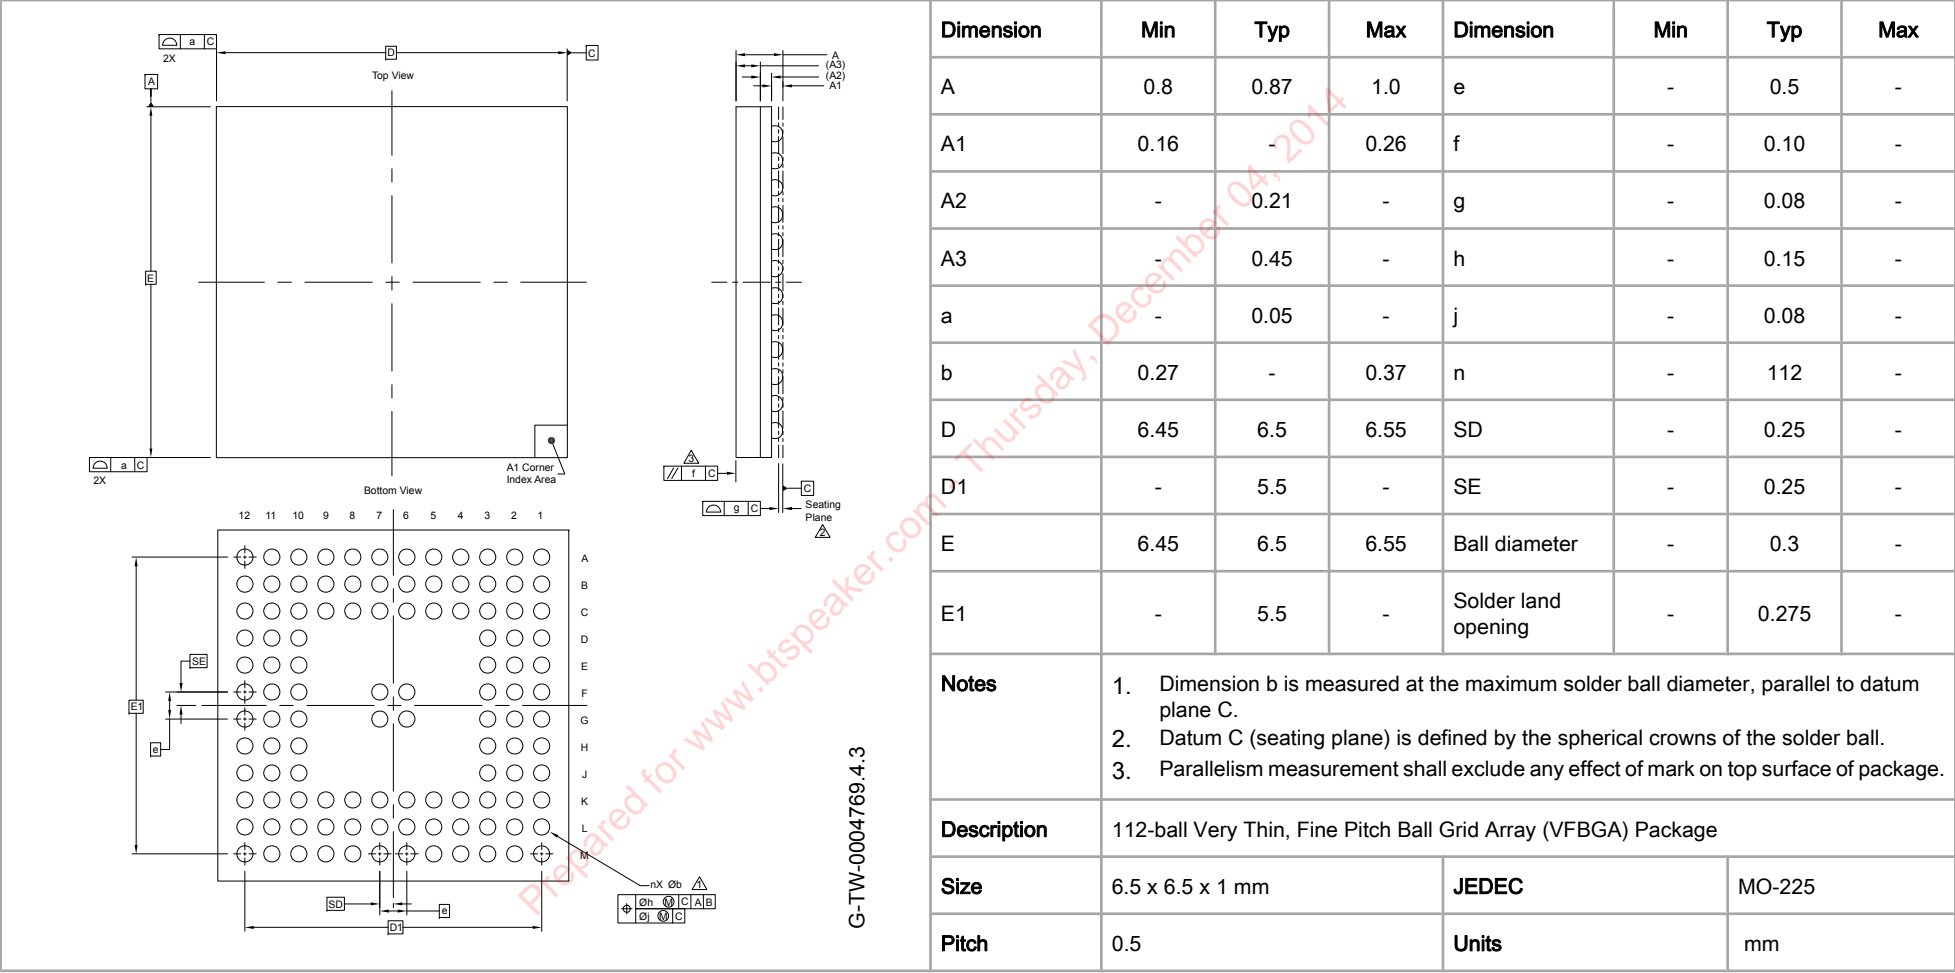 a C
2X
D
C
Top View
A
E
a C
2X
A1 Corner
Index Area
A
(A3)
(A2)
A1
3
// f C
g C
C
Seating
Plane
2
Bottom View
12 11 10 9 8 7 6 5 4 3 2 1
A
B
C
D
E
F
G
H
J
K
L
M
SE
E1
e
SD
e
D1
nX Øb 1
Øh M C A B
Øj M C
G-TW-0004769.4.3
Prepared for www.btspeaker.com - Thursday, December 04, 2014
Dimension Min Typ Max Dimension Min Typ Max
A 0.8 0.87 1.0 e - 0.5 -
A1 0.16 - 0.26 f - 0.10 -
A2 - 0.21 - g - 0.08 -
A3 - 0.45 - h - 0.15 -
a - 0.05 - j - 0.08 -
b 0.27 - 0.37 n - 112 -
D 6.45 6.5 6.55 SD - 0.25 -
D1 - 5.5 - SE - 0.25 -
E 6.45 6.5 6.55 Ball diameter - 0.3 -
E1 - 5.5 - Solder land opening - 0.275 -
Notes
1. Dimension b is measured at the maximum solder ball diameter, parallel to datum
plane C.
2. Datum C (seating plane) is defined by the spherical crowns of the solder ball.
3. Parallelism measurement shall exclude any effect of mark on top surface of package.
Description 112-ball Very Thin, Fine Pitch Ball Grid Array (VFBGA) Package
Size 6.5 x 6.5 x 1 mm JEDEC MO-225
Pitch 0.5 Units mm